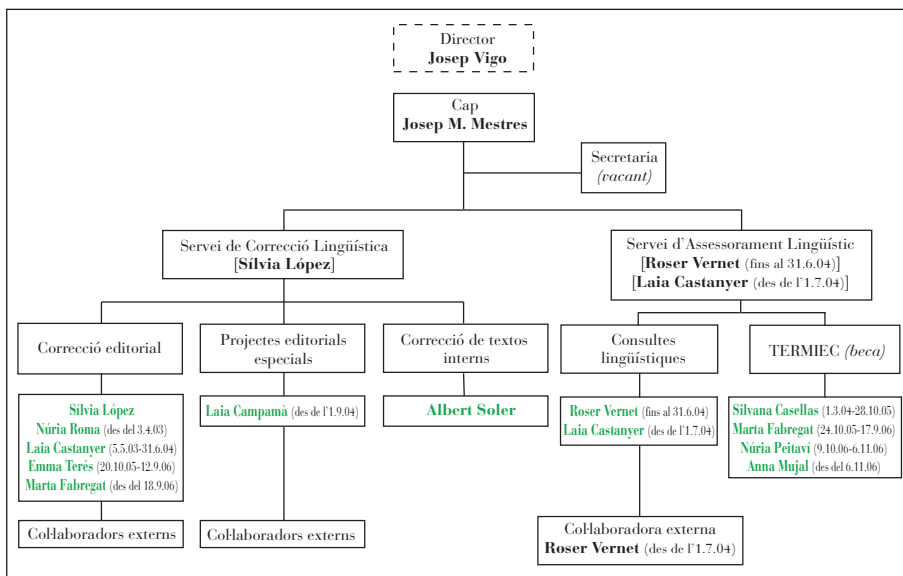 Director
Josep Vigo
Cap
Josep M. Mestres
Secretaria
(vacant)
Servei de Correcció Lingüística
[Sílvia López]
Servei d'Assessorament Lingüístic
[Roser Vernet (fins al 31.6.04)]
[Laia Castanyer (des de l'1.7.04)]
Correcció editorial
Projectes editorials
especials
Correcció de textos
interns
Consultes
lingüístiques
TERMIEC (beca)
Sílvia López
Núria Roma (des del 3.4.03)
Laia Castanyer (5.5.03-31.6.04)
Emma Terés (20.10.05-12.9.06)
Marta Fabregat (des del 18.9.06)
Laia Campamà (des de l'1.9.04)
Albert Soler
Roser Vernet (fins al 31.6.04)
Laia Castanyer (des de l'1.7.04)
Silvana Casellas (1.3.04-28.10.05)
Marta Fabregat (24.10.05-17.9.06)
Núria Peitaví (9.10.06-6.11.06)
Anna Mujal (des del 6.11.06)
Col·laboradors externs
Col·laboradors externs
Col·laboradora externa
Roser Vernet (des de l'1.7.04)